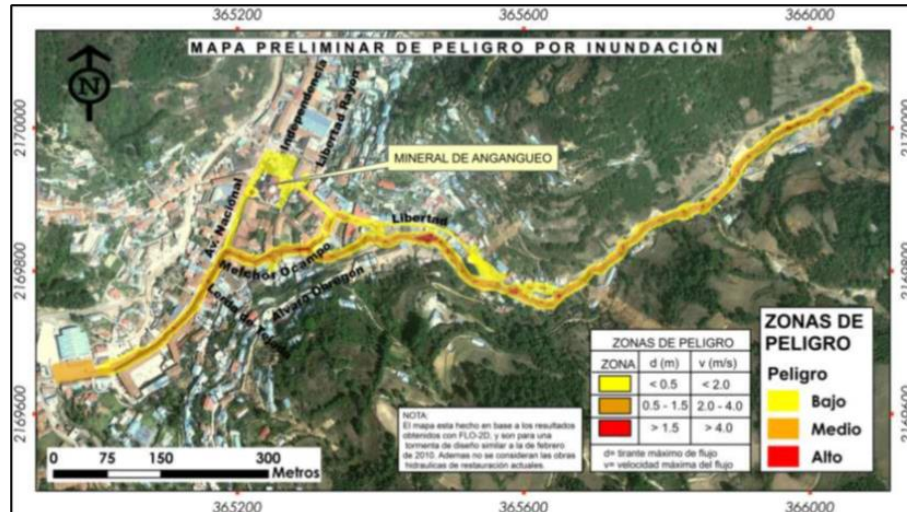 365200 365600 366000
MAPA PRELIMINAR DE PELIGRO POR INUNDACIÓN
N
2170000
2170000
Independencia
Libertad Rayon
MINERAL DE ANGANGUEO
Av. Nacional
Libertad
Melchor Ocampo
Alvaro Obregon
2169800
2169800
2169600
2169600
ZONAS DE PELIGRO
ZONA d (m) v (m/s)
< 0.5 < 2.0
0.5 - 1.5 2.0 - 4.0
> 1.5 > 4.0
d= tirante máximo de flujo
v= velocidad máxima del flujo
ZONAS DE
PELIGRO
Peligro
Bajo
Medio
Alto
NOTA:
El mapa esta hecho en base a los resultados
obtenidos con FLO-2D, y son para una
tormenta de diseño similar a la de febrero
de 2010. Ademas no se consideran las obras
hidraulicas de restauración actuales.
0 75 150 300
Metros
365200 365600 366000